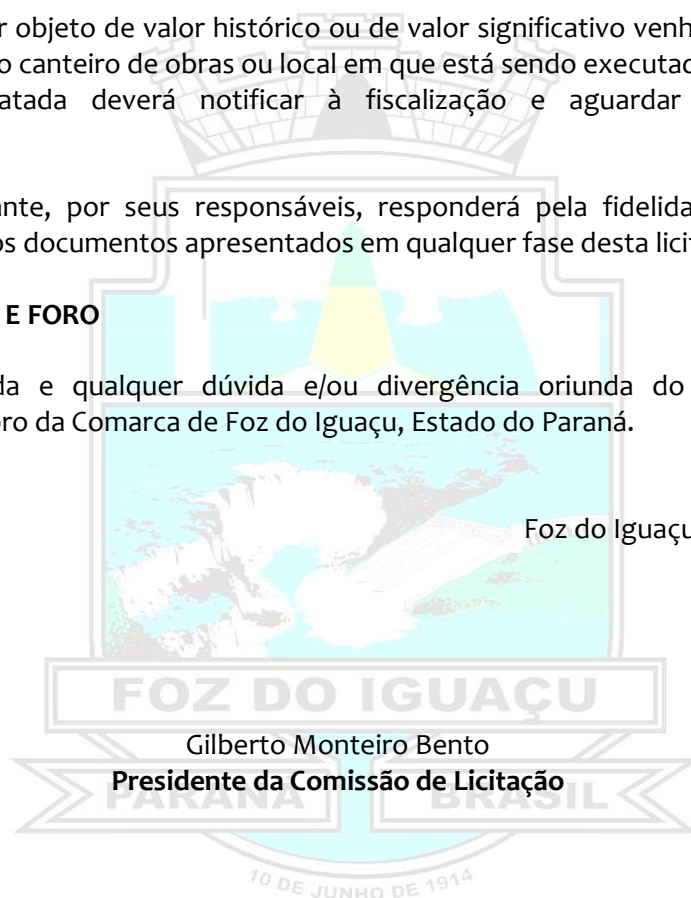 r objeto de valor histórico ou de valor significativo venh
o canteiro de obras ou local em que está sendo executad
atada deverá notificar à fiscalização e aguardar
ante, por seus responsáveis, responderá pela fidelida
os documentos apresentados em qualquer fase desta licit
E FORO
da e qualquer dúvida e/ou divergência oriunda do
oro da Comarca de Foz do Iguaçu, Estado do Paraná.
Foz do Iguaçu
FOZ DO IGUAÇU
Gilberto Monteiro Bento
Presidente da Comissão de Licitação
PARANÁ BRASIL
10 DE JUNHO DE 1914